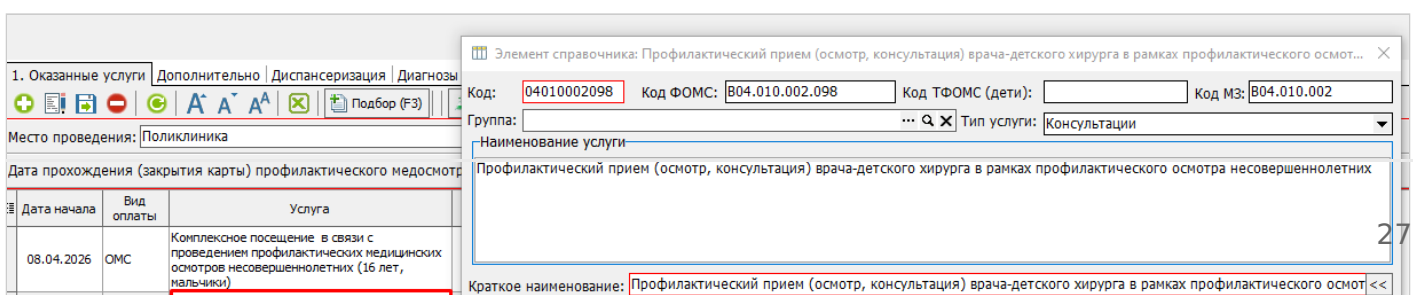 Элемент справочника: Профилактический прием (осмотр, консультация) врача-детского хирурга в рамках профилактического осмот...
1. Оказанные услуги Дополнительно Диспансеризация Диагнозы
Подбор (F3)
Код: 04010002098 Код ФОМС: B04.010.002.098 Код ТФОМС (дети): Код МЗ: B04.010.002
Группа: Тип услуги: Консультации
Место проведения: Поликлиника
Наименование услуги
Профилактический прием (осмотр, консультация) врача-детского хирурга в рамках профилактического осмотра несовершеннолетних
Дата прохождения (закрытия карты) профилактического медосмотр
Дата начала Вид оплаты Услуга
08.04.2026 ОМС Комплексное посещение в связи с
проведением профилактических медицинских
осмотров несовершеннолетних (16 лет,
мальчики)
27
Краткое наименование: Профилактический прием (осмотр, консультация) врача-детского хирурга в рамках профилактического осмот <<